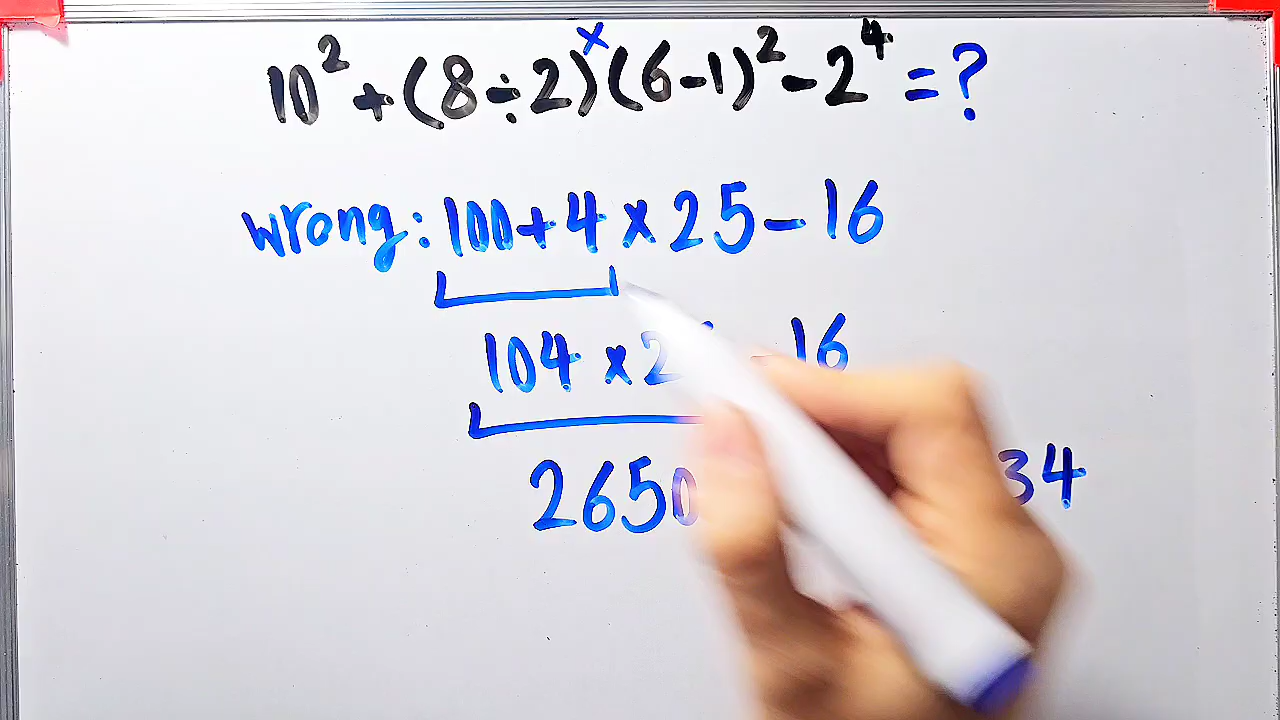 10² + (8 ÷ 2)×(6 - 1)² - 2⁴ = ?
wrong: 100 + 4 × 25 - 16
104 × 2 16
2650 34